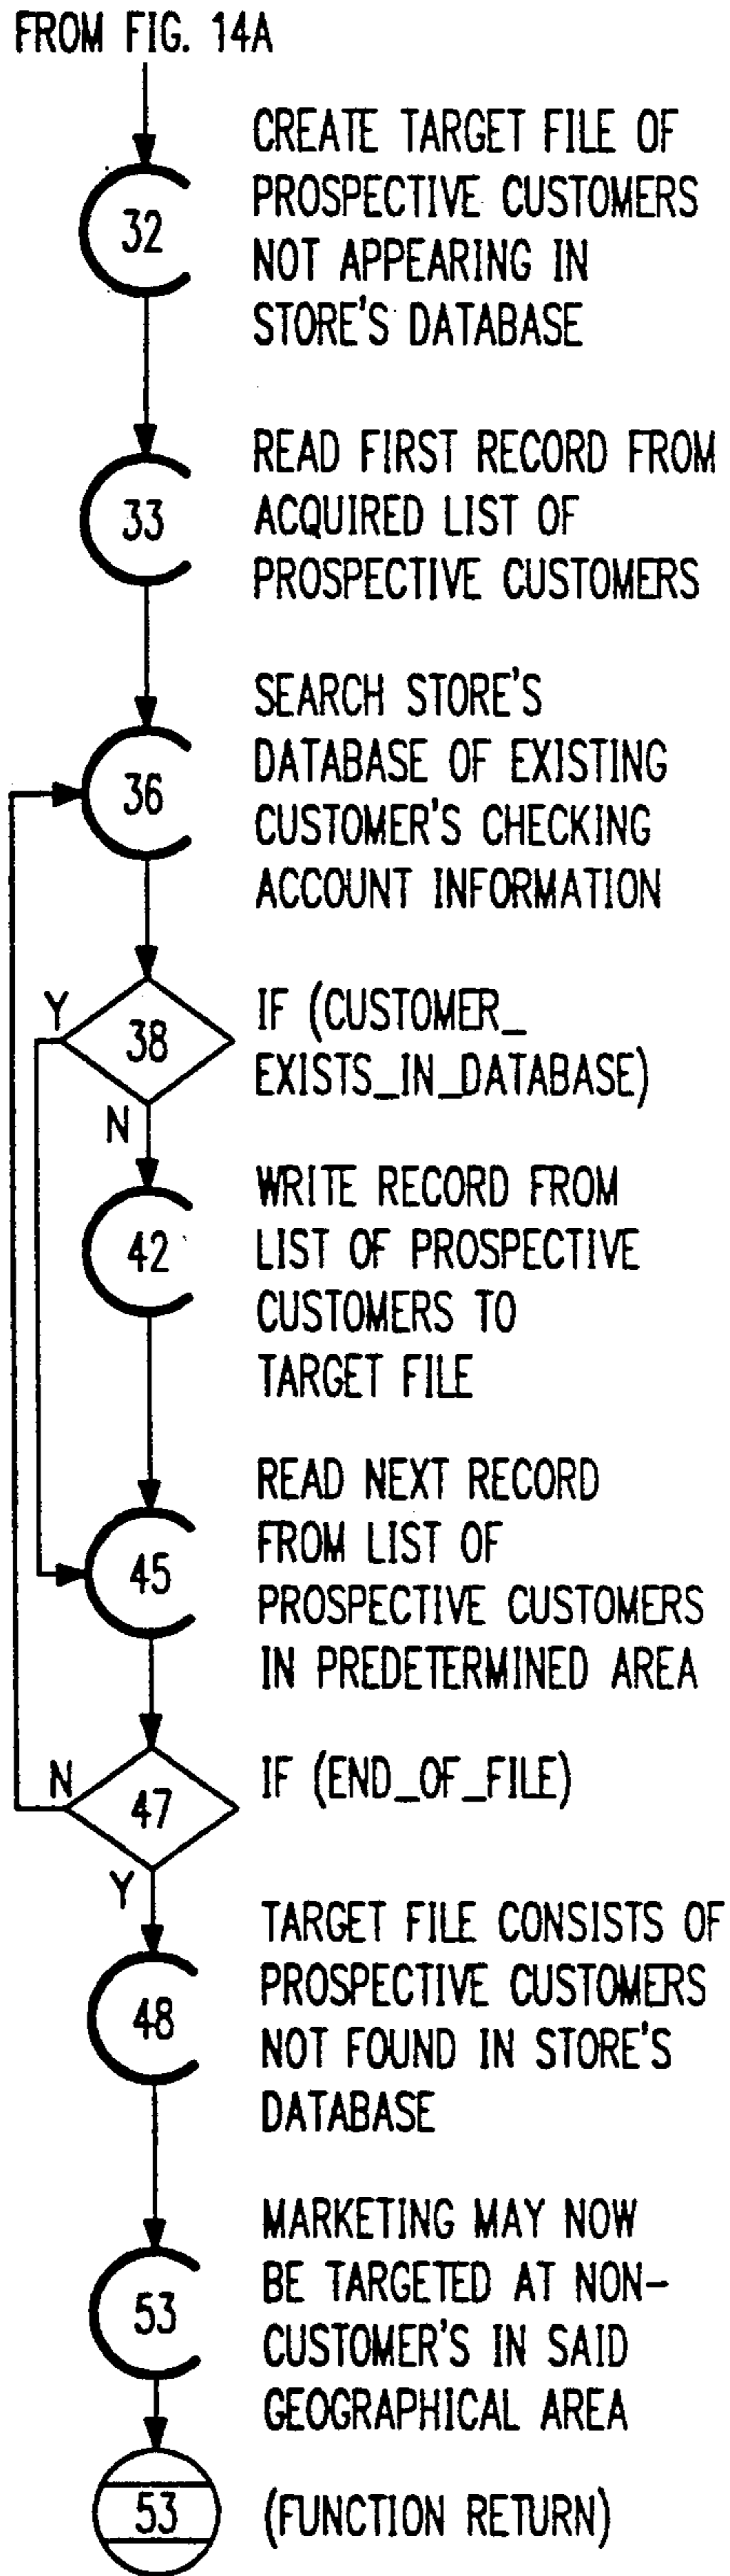 FROM FIG. 14A
32
CREATE TARGET FILE OF
PROSPECTIVE CUSTOMERS
NOT APPEARING IN
STORE'S DATABASE
33
READ FIRST RECORD FROM
ACQUIRED LIST OF
PROSPECTIVE CUSTOMERS
36
SEARCH STORE'S
DATABASE OF EXISTING
CUSTOMER'S CHECKING
ACCOUNT INFORMATION
Y
38
N
IF (CUSTOMER_
EXISTS_IN_DATABASE)
42
WRITE RECORD FROM
LIST OF PROSPECTIVE
CUSTOMERS TO
TARGET FILE
45
READ NEXT RECORD
FROM LIST OF
PROSPECTIVE CUSTOMERS
IN PREDETERMINED AREA
N
47
Y
IF (END_OF_FILE)
48
TARGET FILE CONSISTS OF
PROSPECTIVE CUSTOMERS
NOT FOUND IN STORE'S
DATABASE
53
MARKETING MAY NOW
BE TARGETED AT NON-
CUSTOMER'S IN SAID
GEOGRAPHICAL AREA
53
(FUNCTION RETURN)